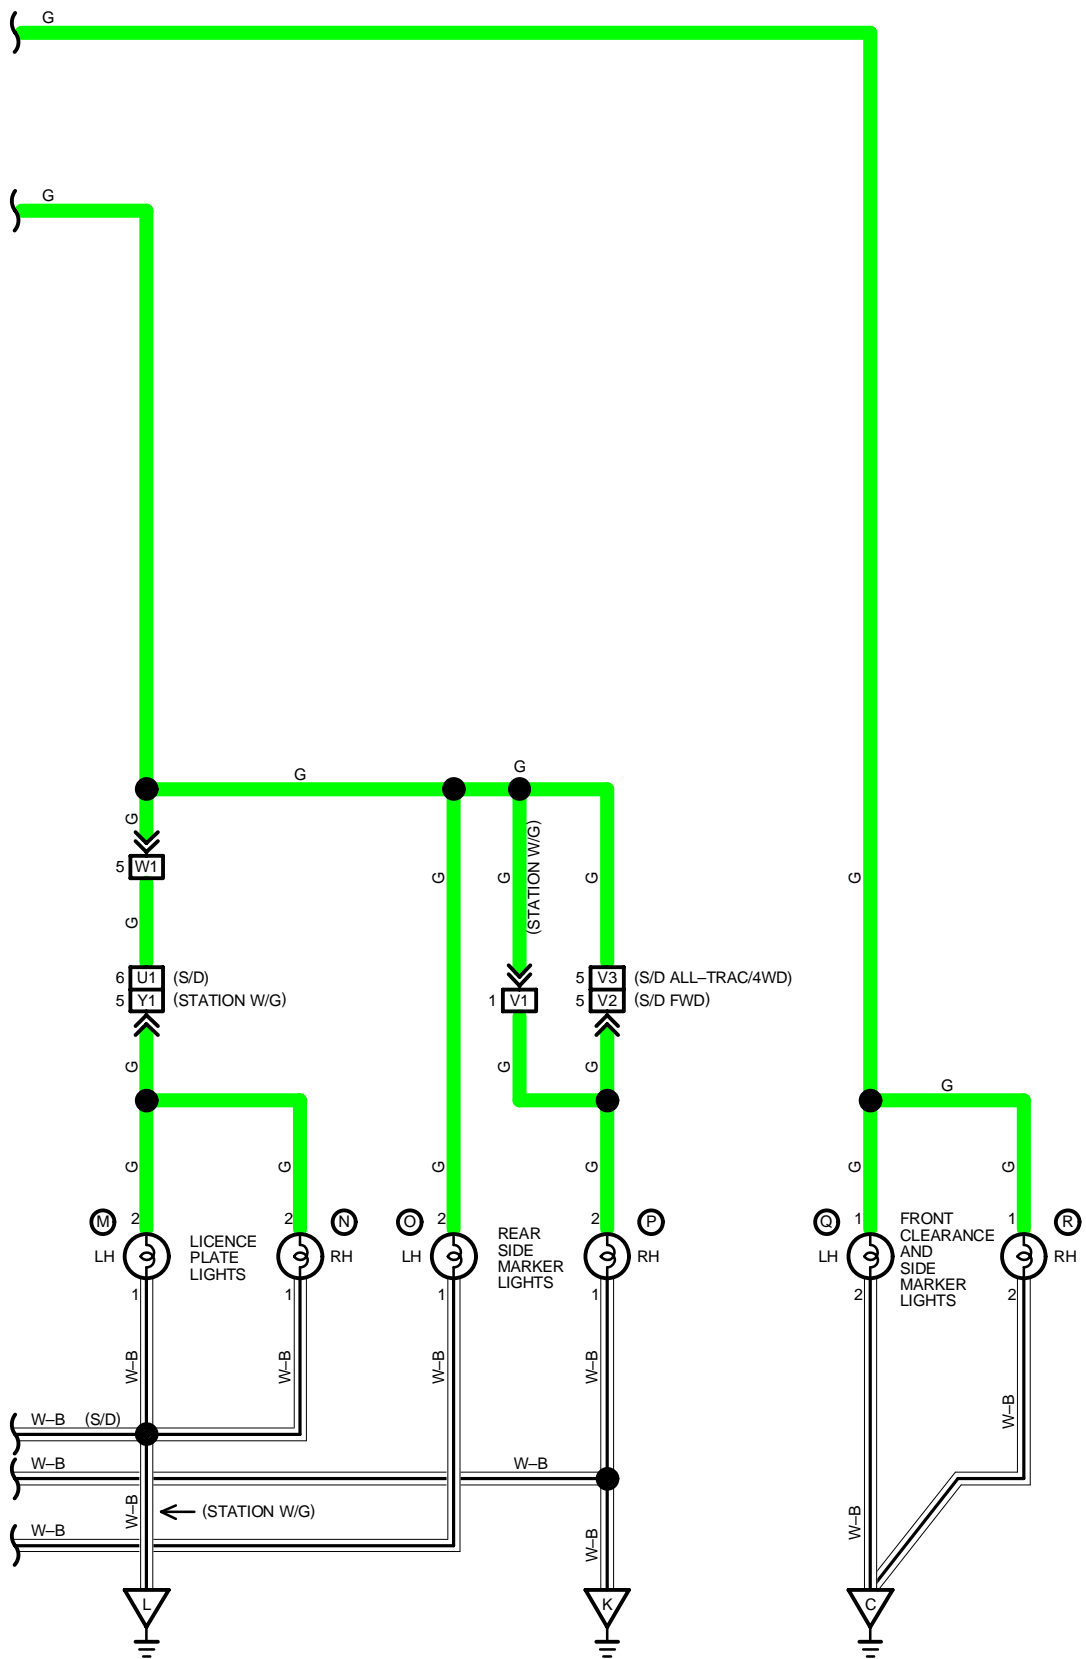 G
G
G
G
G
5 W1
G
G
G
(STATION W/G)
G
G
6 U1 (S/D)
5 Y1 (STATION W/G)
1 V1
5 V3 (S/D ALL–TRAC/4WD)
5 V2 (S/D FWD)
G
G
G
G
G
G
G
G
G
G
M 2
2 N
O 2
2 P
Q 1
1 R
LH
LICENCE
PLATE
LIGHTS
RH
LH
REAR
SIDE
MARKER
LIGHTS
RH
LH
FRONT
CLEARANCE
AND
SIDE
MARKER
LIGHTS
RH
1
1
1
1
2
2
W–B
W–B
W–B
W–B
W–B
W–B (S/D)
W–B
W–B
W–B
(STATION W/G)
W–B
W–B
W–B
L
K
C